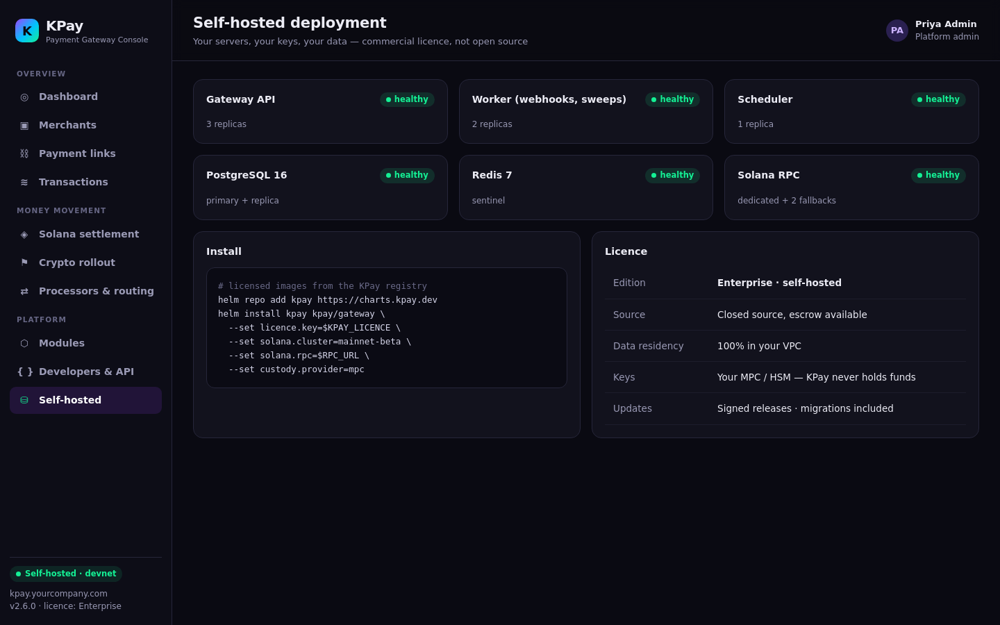 K
KPay
Payment Gateway Console
OVERVIEW
Dashboard
Merchants
Payment links
Transactions
MONEY MOVEMENT
Solana settlement
Crypto rollout
Processors & routing
PLATFORM
Modules
{ } Developers & API
Self-hosted
Self-hosted · devnet
kpay.yourcompany.com
v2.6.0 · licence: Enterprise
Self-hosted deployment
Your servers, your keys, your data — commercial licence, not open source
PA
Priya Admin
Platform admin
Gateway API
healthy
3 replicas
Worker (webhooks, sweeps)
healthy
2 replicas
Scheduler
healthy
1 replica
PostgreSQL 16
healthy
primary + replica
Redis 7
healthy
sentinel
Solana RPC
healthy
dedicated + 2 fallbacks
Install
# licensed images from the KPay registry
helm repo add kpay https://charts.kpay.dev
helm install kpay kpay/gateway \
--set licence.key=$KPAY_LICENCE \
--set solana.cluster=mainnet-beta \
--set solana.rpc=$RPC_URL \
--set custody.provider=mpc
Licence
Edition Enterprise · self-hosted
Source Closed source, escrow available
Data residency 100% in your VPC
Keys Your MPC / HSM — KPay never holds funds
Updates Signed releases · migrations included